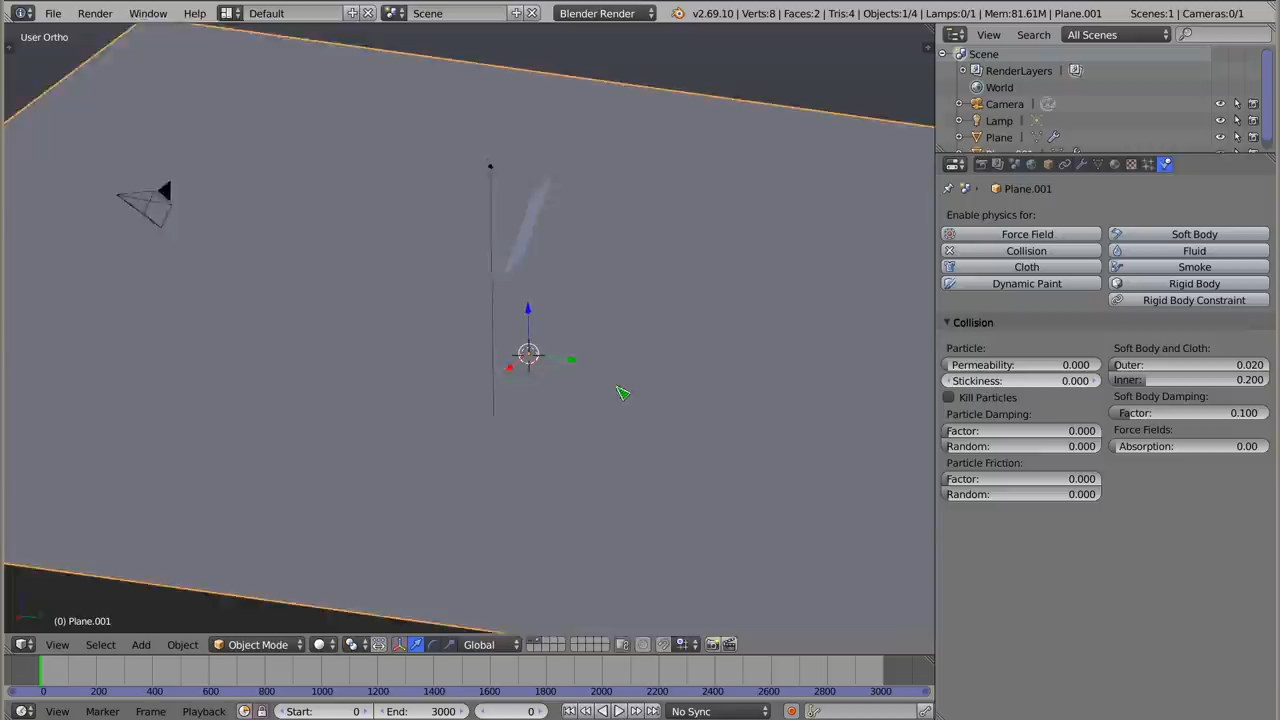 File Render Window Help Default Scene Blender Render v2.69.10 | Verts:8 | Faces:2 | Tris:4 | Objects:1/4 | Lamps:0/1 | Mem:81.61M | Plane.001 Scenes:1 | Cameras:0/1
User Ortho
View Search All Scenes
Scene
RenderLayers
World
Camera
Lamp
Plane
Plane.001
Enable physics for:
Force Field Soft Body
Collision Fluid
Cloth Smoke
Dynamic Paint Rigid Body
Rigid Body Constraint
Collision
Particle: Soft Body and Cloth:
Permeability: 0.000 Outer: 0.020
Stickiness: 0.000 Inner: 0.200
Kill Particles Soft Body Damping:
Particle Damping: Factor: 0.100
Factor: 0.000 Force Fields:
Random: 0.000 Absorption: 0.00
Particle Friction:
Factor: 0.000
Random: 0.000
(0) Plane.001
View Select Add Object Object Mode Global
0 200 400 600 800 1000 1200 1400 1600 1800 2000 2200 2400 2600 2800 3000
View Marker Frame Playback Start: 0 End: 3000 0 No Sync